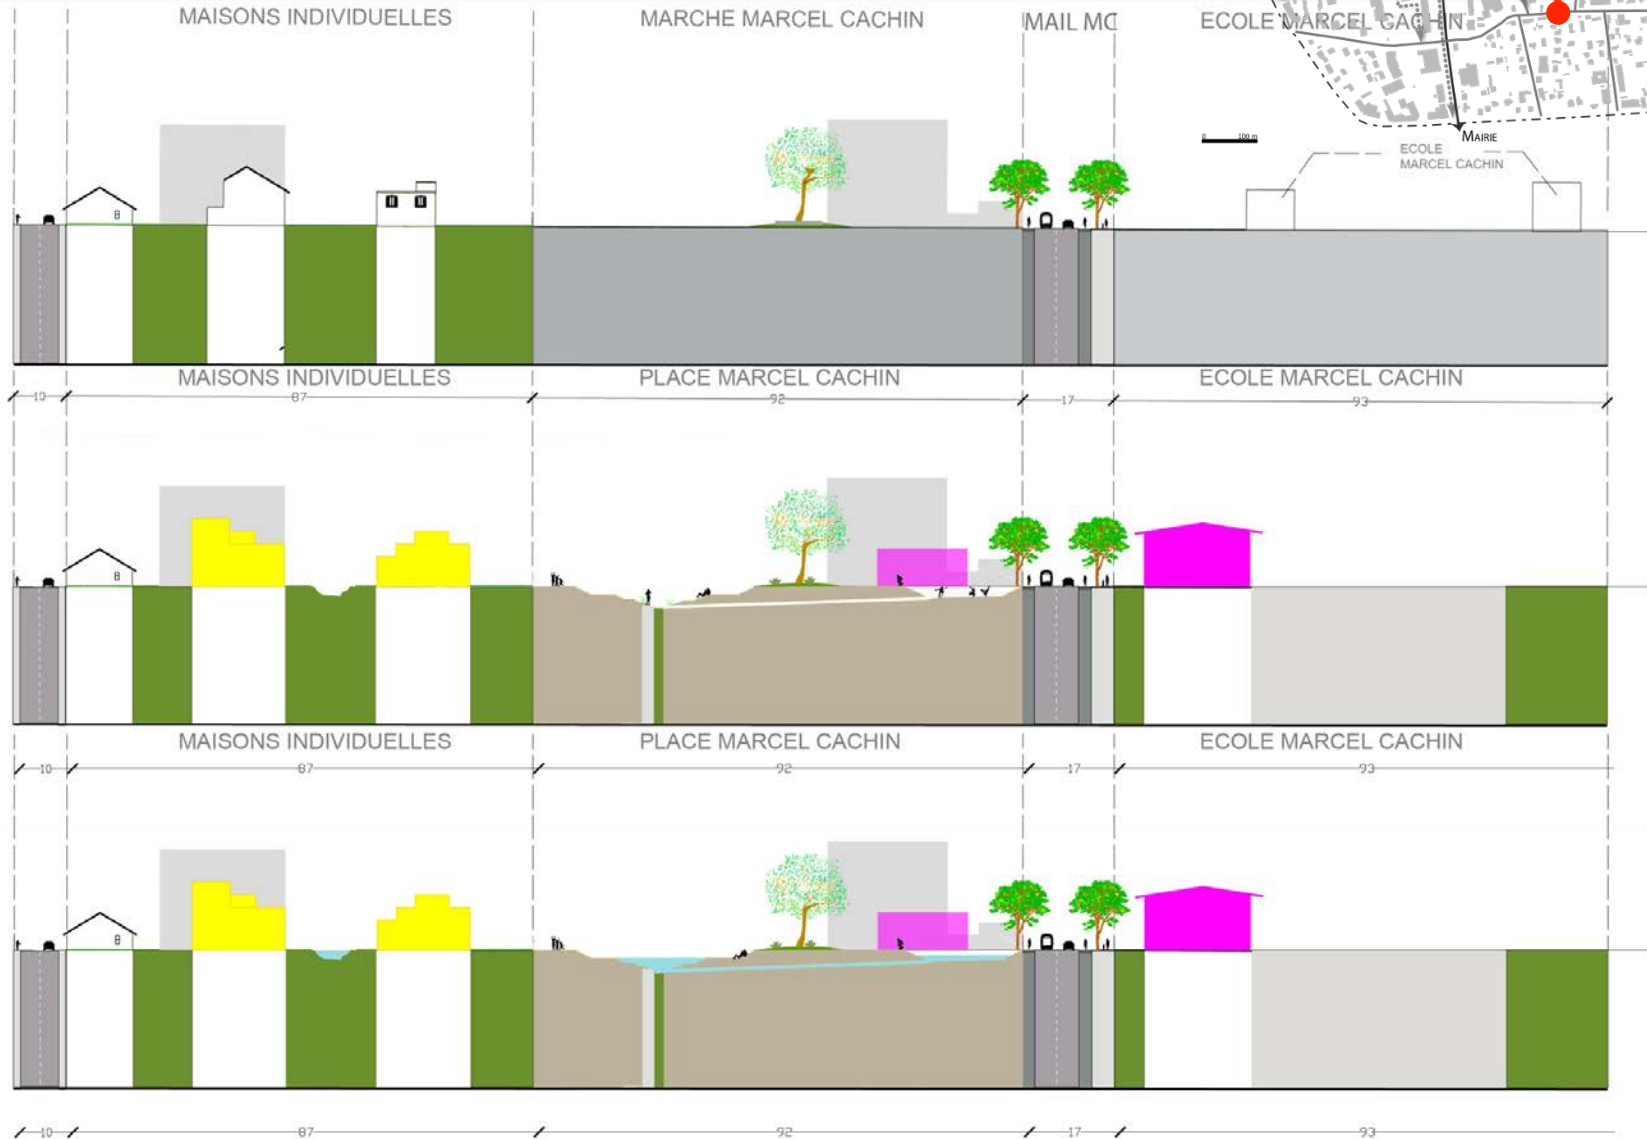 MAISONS INDIVIDUELLES
MARCHE MARCEL CACHIN
MAIL MC
ECOLE MARCEL CACHIN
0 100 m
MAIRIE
ECOLE
MARCEL CACHIN
MAISONS INDIVIDUELLES
PLACE MARCEL CACHIN
ECOLE MARCEL CACHIN
10 87 92 17 93
MAISONS INDIVIDUELLES
PLACE MARCEL CACHIN
ECOLE MARCEL CACHIN
10 87 92 17 93
10 87 92 17 93